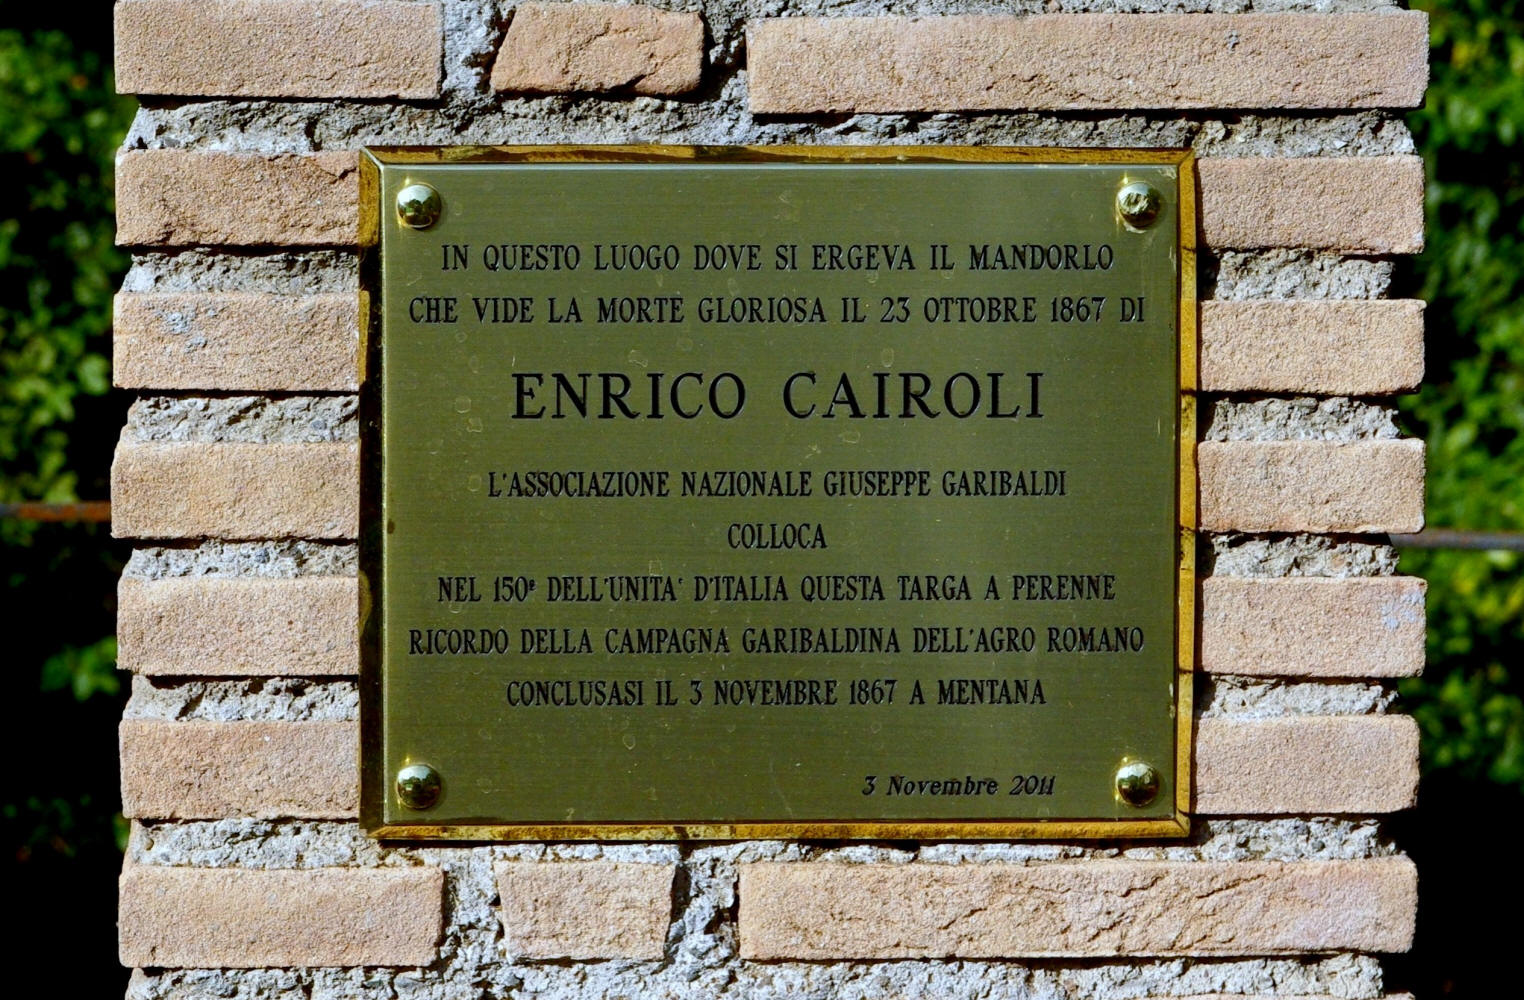 IN QUESTO LUOGO DOVE SI ERGEVA IL MANDORLO
CHE VIDE LA MORTE GLORIOSA IL 23 OTTOBRE 1867 DI
ENRICO CAIROLI
L'ASSOCIAZIONE NAZIONALE GIUSEPPE GARIBALDI
COLLOCA
NEL 150° DELL'UNITA' D'ITALIA QUESTA TARGA A PERENNE
RICORDO DELLA CAMPAGNA GARIBALDINA DELL'AGRO ROMANO
CONCLUSASI IL 3 NOVEMBRE 1867 A MENTANA
3 Novembre 2011